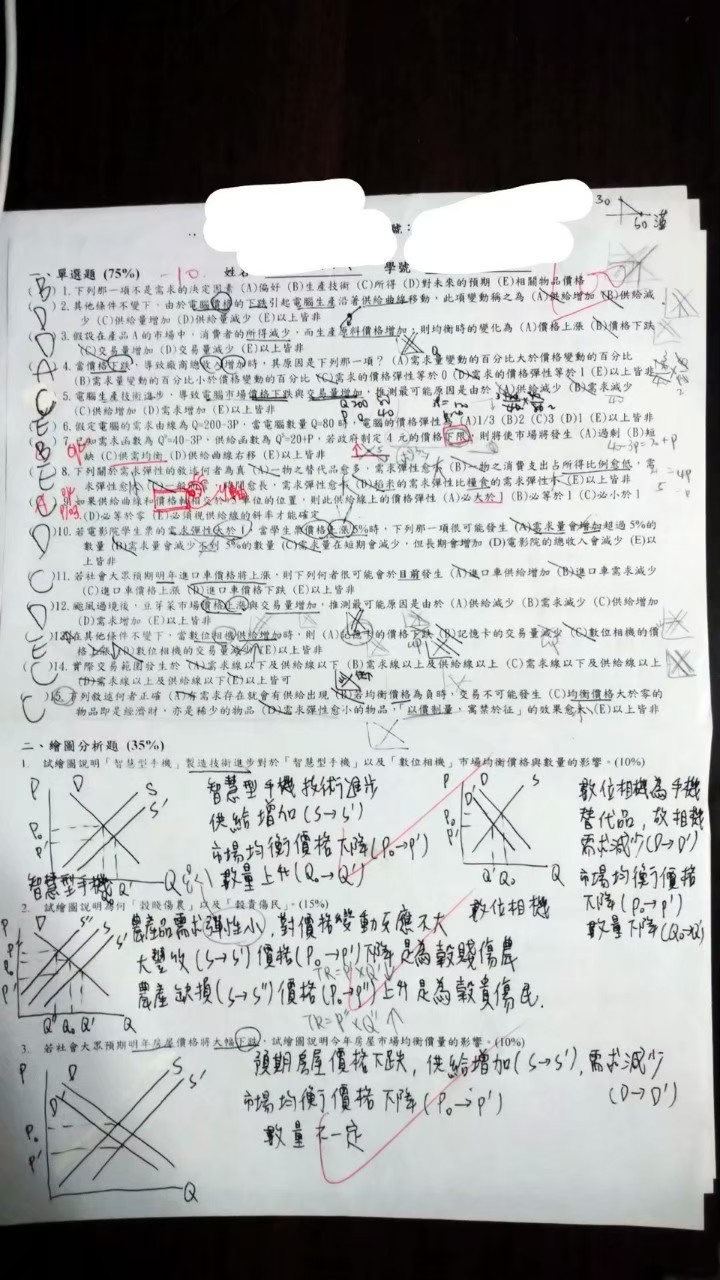 30
50 滿
號：
一、單選題 (75%) -10 姓名 學號
(B) 1. 下列那一項不是需求的決定因素 (A)偏好 (B)生產技術 (C)所得 (D)對未來的預期 (E)相關物品價格
(D) 2. 其他條件不變下，由於電腦價格的下跌引起電腦生產沿著供給曲線移動，此項變動稱之為 (A)供給增加 (B)供給減
少 (C)供給量增加 (D)供給量減少 (E)以上皆非
(D) 3. 假設在產品A的市場中，消費者的所得減少，而生產原料價格增加，則均衡時的變化為 (A)價格上漲 (B)價格下跌
(C)交易量增加 (D)交易量減少 (E)以上皆非
(A) 4. 當價格下跌，導致廠商總收入增加時，其原因是下列那一項？(A)需求量變動的百分比大於價格變動的百分比
(B)需求量變動的百分比小於價格變動的百分比 (C)需求的價格彈性等於0 (D)需求的價格彈性等於1 (E)以上皆非
(C) 5. 電腦生產技術進步，導致電腦市場價格下跌與交易量增加，推測最可能原因是由於 (A)供給減少 (B)需求減少
(C)供給增加 (D)需求增加 (E)以上皆非
(E) 6. 假定電腦的需求曲線為Q=200-3P，當電腦數量Q=80時，電腦的價格彈性為 (A)1/3 (B)2 (C)3 (D)1 (E)以上皆非
(B) 7. 已知需求函數為Qᵈ=40-3P，供給函數為Qˢ=20+P，若政府制定4元的價格下限，則將使市場將發生 (A)過剩 (B)短
缺 (C)供需均衡 (D)供給曲線右移 (E)以上皆非
(E) 8. 下列關於需求彈性的敘述何者為真 (A)一物之替代品愈多，需求彈性愈小 (B)一物之消費支出占所得比例愈低，需
求彈性愈大 (D)稻米的需求彈性比糧食的需求彈性小 (E)以上皆非
9. 如果供給曲線和價格軸相交於3單位的位置，則此供給線上的價格彈性 (A)必大於1 (B)必等於1 (C)必小於1
(D)必等於零 (E)必須視供給線的斜率才能確定
(D)10. 若電影院學生票的需求彈性大於1，當學生票價格上漲5%時，下列那一項很可能發生 (A)需求量會增加超過5%的
數量 (B)需求量會減少不到5%的數量 (C)需求量在短期會減少，但長期會增加 (D)電影院的總收入會減少 (E)以
上皆非
(C)11. 若社會大眾預期明年進口車價格將上漲，則下列何者很可能會於目前發生 (A)進口車供給增加 (B)進口車需求減少
(C)進口車價格上漲 (D)進口車價格下跌 (E)以上皆非
(D)12. 颱風過境後，豆芽菜市場價格上漲與交易量增加，推測最可能原因是由於 (A)供給減少 (B)需求減少 (C)供給增加
(D)需求增加 (E)以上皆非
(E)13. 在其他條件不變下，當數位相機供給增加時，則 (A)記憶卡的價格下跌 (B)記憶卡的交易量減少 (C)數位相機的價
格上漲 (D)數位相機的交易量減少 (E)以上皆非
(C)14. 實際交易範圍發生於 (A)需求線以下及供給線以下 (B)需求線以上及供給線以上 (C)需求線以下及供給線以上
(D)需求線以上及供給線以下 (E)以上皆可
(C)15. 下列敘述何者正確 (A)有需求存在就會有供給出現 (B)若均衡價格為負時，交易不可能發生 (C)均衡價格大於零的
物品即是經濟財，亦是稀少的物品 (D)需求彈性愈小的物品，「以價制量，寓禁於征」的效果愈大 (E)以上皆非
二、繪圖分析題 (35%)
1. 試繪圖說明「智慧型手機」製造技術進步對於「智慧型手機」以及「數位相機」市場均衡價格與數量的影響。(10%)
P D S S' P₀ P' Q₀ Q' Q
智慧型手機
智慧型手機技術進步
供給增加(S→S')
市場均衡價格下降(P₀→P')
數量上升(Q₀→Q')
P D D' S P₀ P' Q' Q₀ Q
數位相機
數位相機為手機
替代品，故相機
需求減少(D→D')
市場均衡價格
下降(P₀→P')
數量下降(Q₀→Q')
2. 試繪圖說明為何「穀賤傷農」以及「穀貴傷民」。(15%)
P D S" S S' P" P₀ P' Q" Q₀ Q' Q
農產品需求彈性小，對價格變動反應不大
大豐收(S→S')價格(P₀→P')下降是為穀賤傷農
TR=P'×Q'↓
農產缺損(S→S")價格(P₀→P")上升是為穀貴傷民.
TR=P"×Q"↑
3. 若社會大眾預期明年房屋價格將大幅下跌，試繪圖說明今年房屋市場均衡價量的影響。(10%)
P D D' S S' P₀ P' Q
預期房屋價格下跌，供給增加(S→S')，需求減少
(D→D')
市場均衡價格下降(P₀→P')
數量不一定